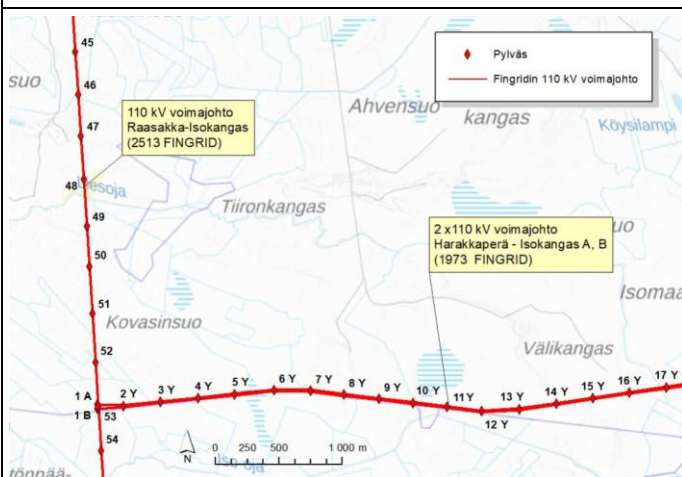 45
suo
46
47
48
49
50
51
52
53
54
1 A
1 B
110 kV voimajohto
Raasakka-Isokangas
(2513 FINGRID)
Pylväs
Fingridin 110 kV voimajohto
Ahvensuo
kangas
Köysilampi
Tiironkangas
2 x110 kV voimajohto
Harakkaperä - Isokangas A, B
(1973 FINGRID)
uo
Isomaa
Kovasinsuo
Välikangas
2 Y
3 Y
4 Y
5 Y
6 Y
7 Y
8 Y
9 Y
10 Y
11 Y
12 Y
13 Y
14 Y
15 Y
16 Y
17 Y
N
0 250 500 1 000 m
tönnää-